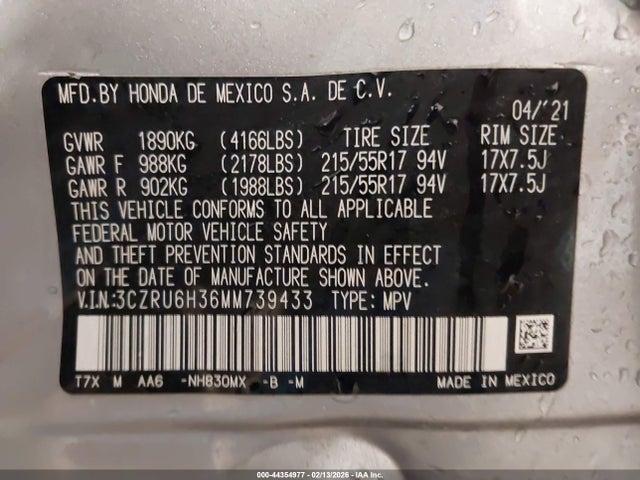 MFD.BY HONDA DE MEXICO S.A. DE C.V.
04/'21
GVWR 1890KG (4166LBS) TIRE SIZE RIM SIZE
GAWR F 988KG (2178LBS) 215/55R17 94V 17X7.5J
GAWR R 902KG (1988LBS) 215/55R17 94V 17X7.5J
THIS VEHICLE CONFORMS TO ALL APPLICABLE
FEDERAL MOTOR VEHICLE SAFETY
AND THEFT PREVENTION STANDARDS IN EFFECT
ON THE DATE OF MANUFACTURE SHOWN ABOVE.
V.I.N:3CZRU6H36MM739433 TYPE: MPV
T7X M AA6 -NH830MX -B -M MADE IN MEXICO
000-44354977 02/13/2026 - IAA Inc. Copyright